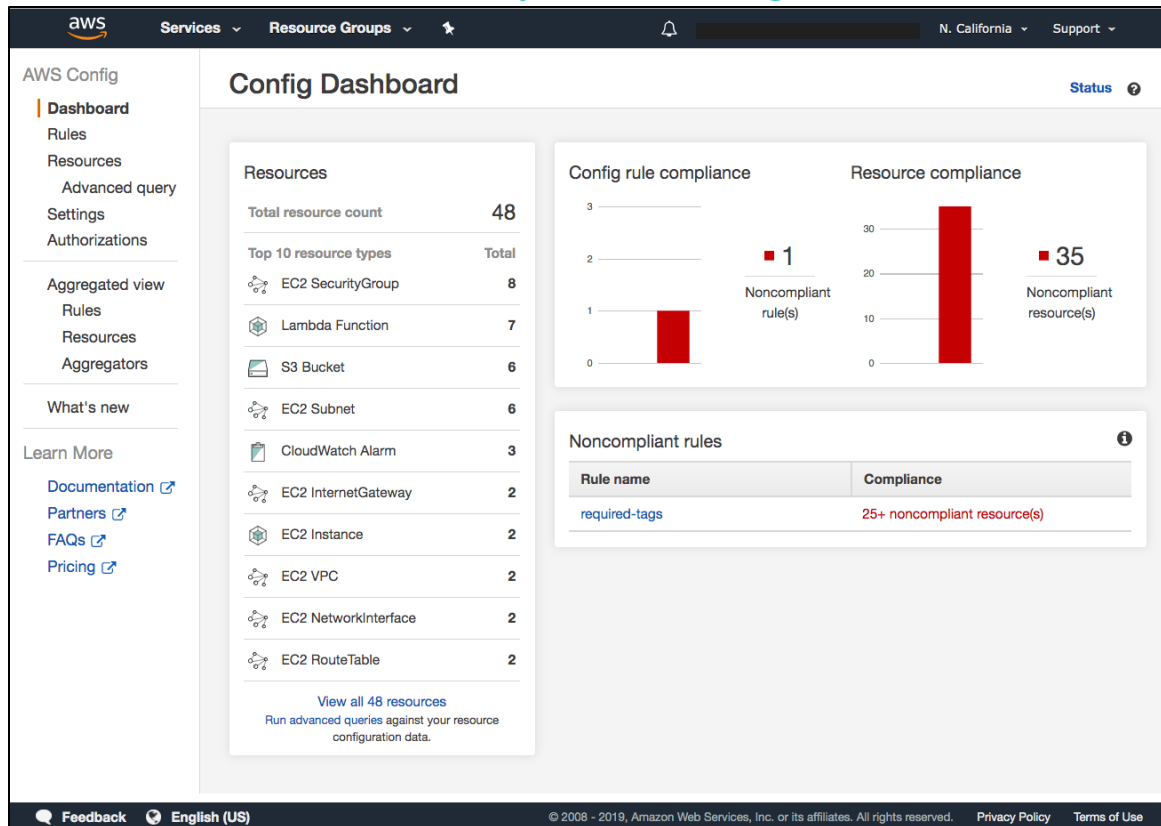 aws
Services
Resource Groups
N. California
Support
AWS Config
Dashboard
Rules
Resources
Advanced query
Settings
Authorizations
Aggregated view
Rules
Resources
Aggregators
What's new
Learn More
Documentation
Partners
FAQs
Pricing
Config Dashboard
Status
Resources
Total resource count 48
Top 10 resource types Total
EC2 SecurityGroup 8
Lambda Function 7
S3 Bucket 6
EC2 Subnet 6
CloudWatch Alarm 3
EC2 InternetGateway 2
EC2 Instance 2
EC2 VPC 2
EC2 NetworkInterface 2
EC2 RouteTable 2
View all 48 resources
Run advanced queries against your resource
configuration data.
Config rule compliance
3
2
1
0
1
Noncompliant
rule(s)
Resource compliance
30
20
10
0
35
Noncompliant
resource(s)
Noncompliant rules
Rule name Compliance
required-tags 25+ noncompliant resource(s)
Feedback English (US)
© 2008 - 2019, Amazon Web Services, Inc. or its affiliates. All rights reserved. Privacy Policy Terms of Use